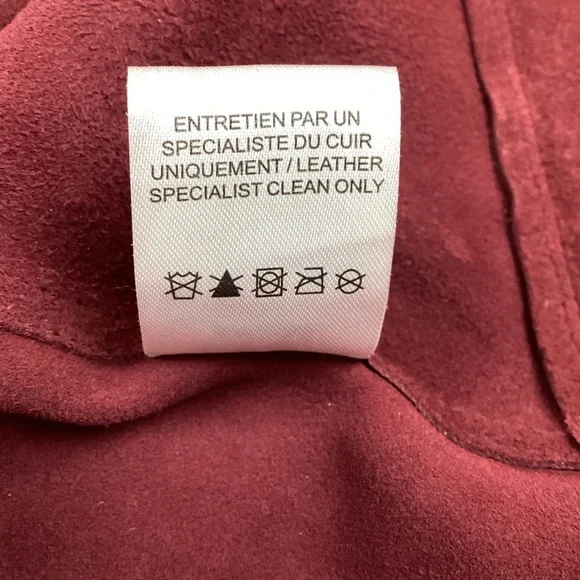 ENTRETIEN PAR UN
SPECIALISTE DU CUIR
UNIQUEMENT / LEATHER
SPECIALIST CLEAN ONLY